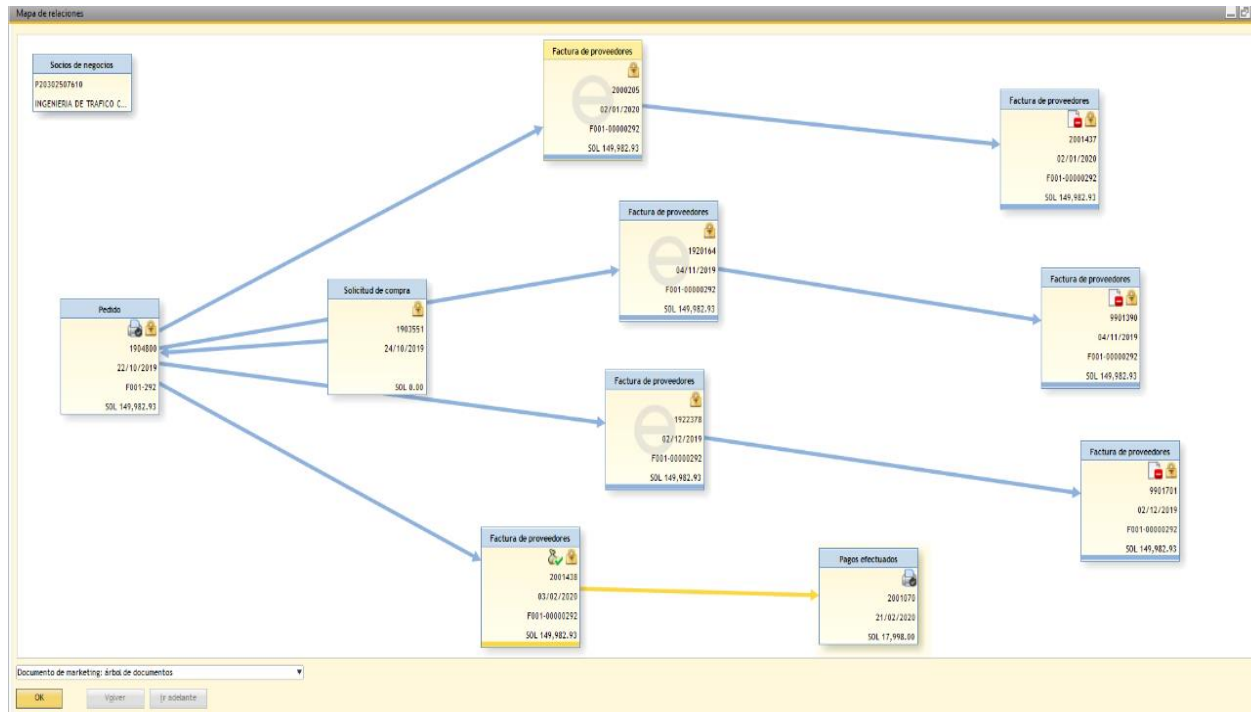 Mapa de relaciones
Socios de negocios
P20302507610
INGENIERIA DE TRAFICO C...
Factura de proveedores
2000205
02/01/2020
F001-00000292
SOL 149,982.93
Factura de proveedores
2001437
02/01/2020
F001-00000292
SOL 149,982.93
Factura de proveedores
1920164
04/11/2019
F001-00000292
SOL 149,982.93
Factura de proveedores
9901390
04/11/2019
F001-00000292
SOL 149,982.93
Pedido
1904800
22/10/2019
F001-292
SOL 149,982.93
Solicitud de compra
1903551
24/10/2019
SOL 0.00
Factura de proveedores
1922378
02/12/2019
F001-00000292
SOL 149,982.93
Factura de proveedores
9901701
02/12/2019
F001-00000292
SOL 149,982.93
Factura de proveedores
2001438
03/02/2020
F001-00000292
SOL 149,982.93
Pagos efectuados
2001070
21/02/2020
SOL 17,998.00
Documento de marketing: árbol de documentos
OK
Volver
Ir adelante